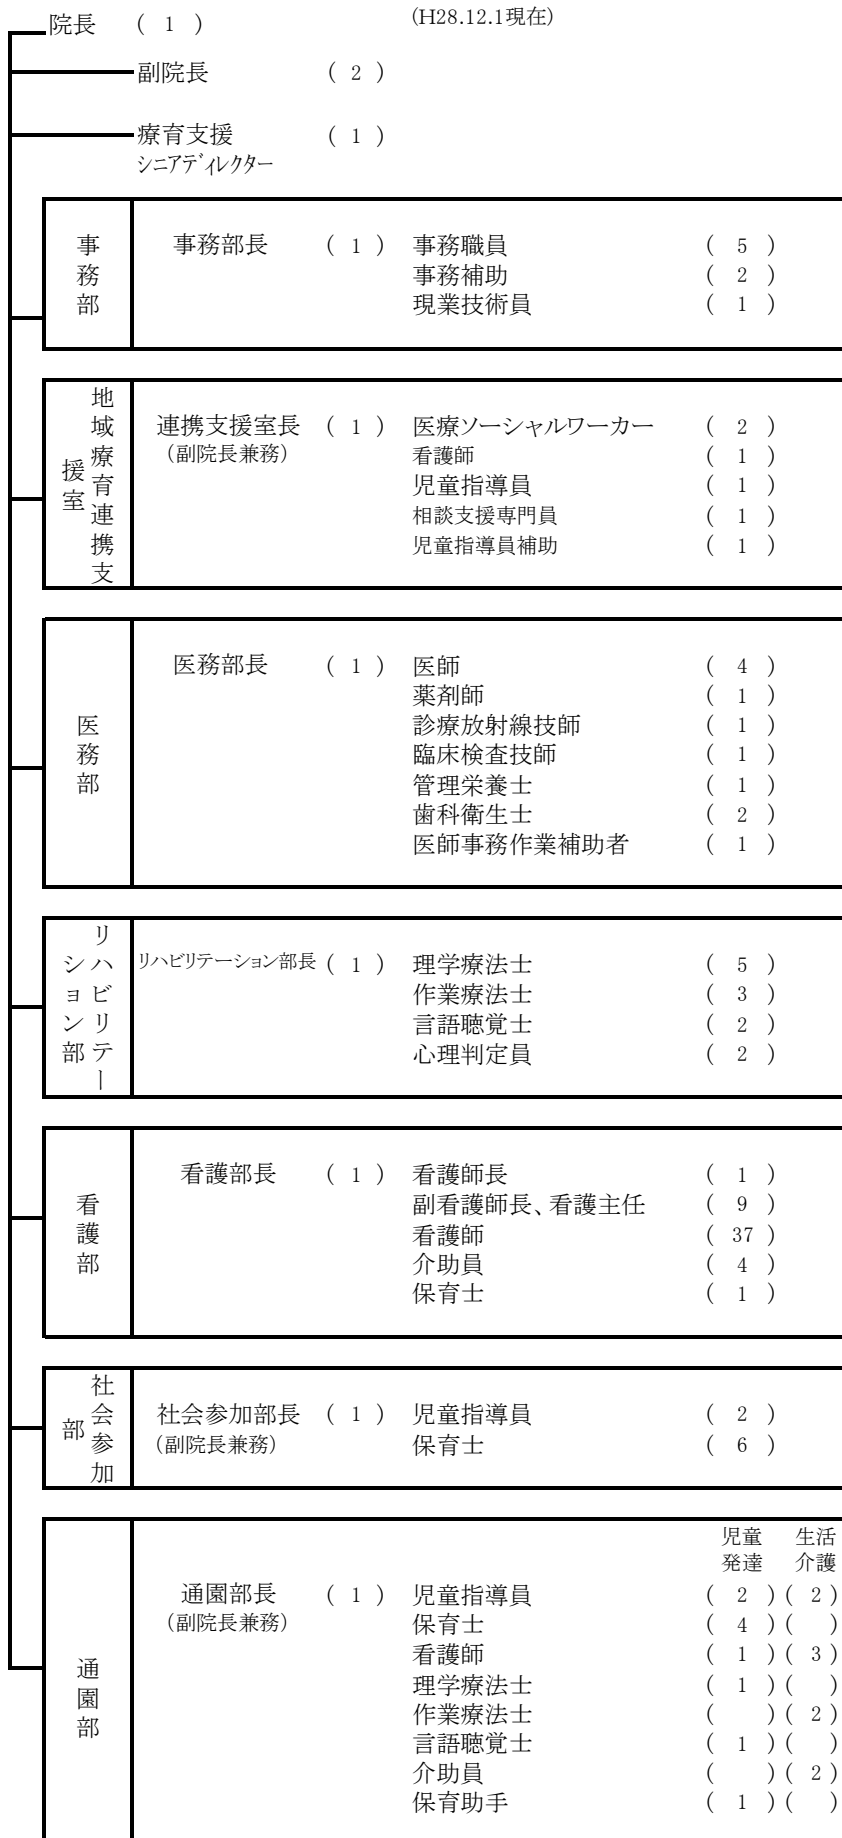 院長 ( 1 ) (H28.12.1現在)
副院長 ( 2 )
療育支援 ( 1 )
シニアディレクター
事務部
事務部長 ( 1 ) 事務職員 ( 5 )
事務補助 ( 2 )
現業技術員 ( 1 )
地域療育連携支援室
連携支援室長 ( 1 ) 医療ソーシャルワーカー ( 2 )
(副院長兼務) 看護師 ( 1 )
児童指導員 ( 1 )
相談支援専門員 ( 1 )
児童指導員補助 ( 1 )
医務部
医務部長 ( 1 ) 医師 ( 4 )
薬剤師 ( 1 )
診療放射線技師 ( 1 )
臨床検査技師 ( 1 )
管理栄養士 ( 1 )
歯科衛生士 ( 2 )
医師事務作業補助者 ( 1 )
リハビリテーション部
リハビリテーション部長 ( 1 ) 理学療法士 ( 5 )
作業療法士 ( 3 )
言語聴覚士 ( 2 )
心理判定員 ( 2 )
看護部
看護部長 ( 1 ) 看護師長 ( 1 )
副看護師長、看護主任 ( 9 )
看護師 ( 37 )
介助員 ( 4 )
保育士 ( 1 )
社会参加部
社会参加部長 ( 1 ) 児童指導員 ( 2 )
(副院長兼務) 保育士 ( 6 )
通園部
児童 生活
発達 介護
通園部長 ( 1 ) 児童指導員 ( 2 ) ( 2 )
(副院長兼務) 保育士 ( 4 ) ( )
看護師 ( 1 ) ( 3 )
理学療法士 ( 1 ) ( )
作業療法士 ( ) ( 2 )
言語聴覚士 ( 1 ) ( )
介助員 ( ) ( 2 )
保育助手 ( 1 ) ( )